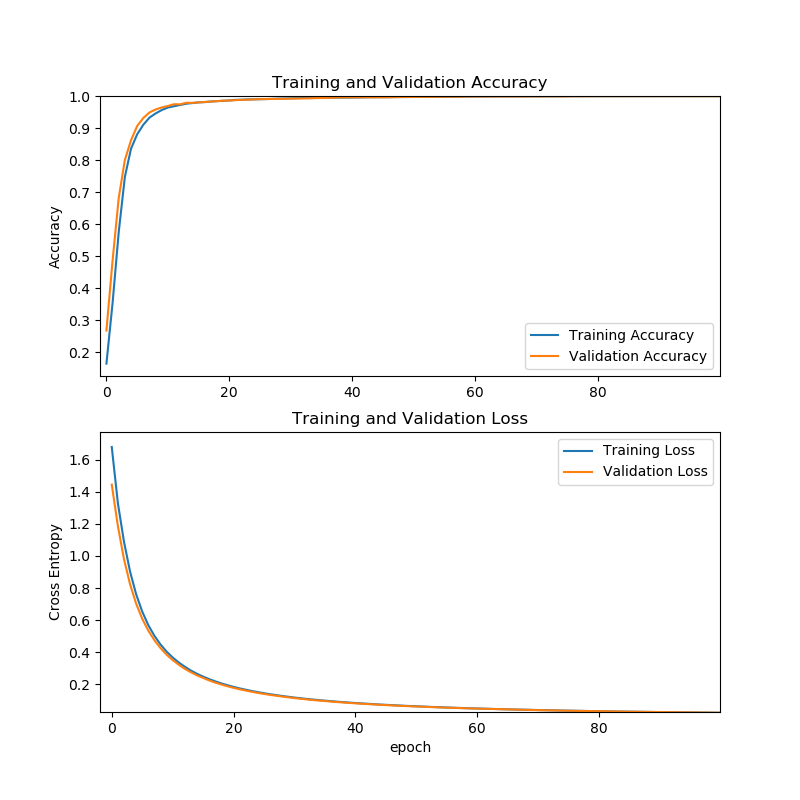 Training and Validation Accuracy
1.0
0.9
0.8
0.7
0.6
0.5
0.4
0.3
0.2
Accuracy
Training Accuracy
Validation Accuracy
0 20 40 60 80
Training and Validation Loss
1.6
1.4
1.2
1.0
0.8
0.6
0.4
0.2
Cross Entropy
Training Loss
Validation Loss
0 20 40 60 80
epoch